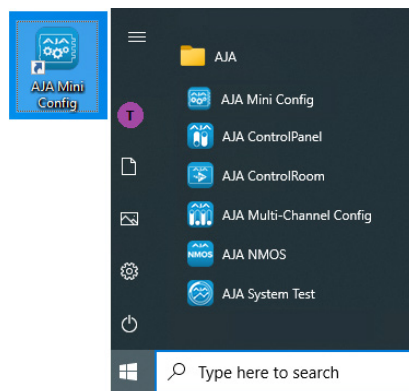 AJA Mini
Config
AJA
T
AJA Mini Config
AJA ControlPanel
AJA ControlRoom
AJA Multi-Channel Config
NMOS
AJA NMOS
AJA System Test
Type here to search